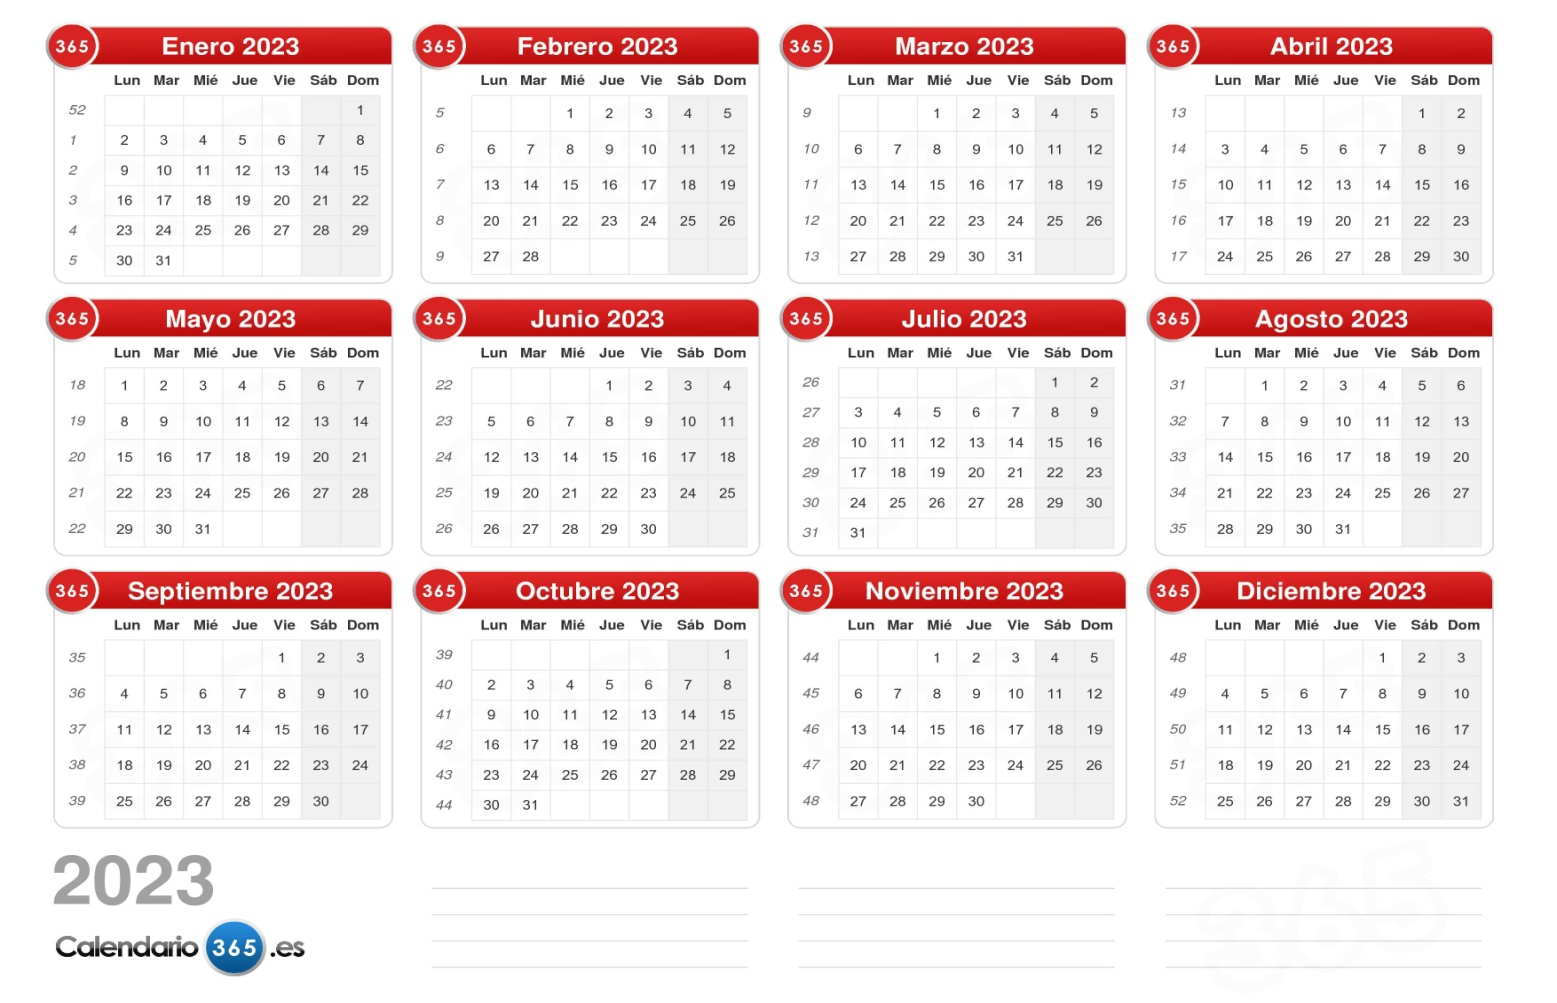 365 Enero 2023
Lun Mar Mié Jue Vie Sáb Dom
52 1
1 2 3 4 5 6 7 8
2 9 10 11 12 13 14 15
3 16 17 18 19 20 21 22
4 23 24 25 26 27 28 29
5 30 31
365 Febrero 2023
Lun Mar Mié Jue Vie Sáb Dom
5 1 2 3 4 5
6 6 7 8 9 10 11 12
7 13 14 15 16 17 18 19
8 20 21 22 23 24 25 26
9 27 28
365 Marzo 2023
Lun Mar Mié Jue Vie Sáb Dom
9 1 2 3 4 5
10 6 7 8 9 10 11 12
11 13 14 15 16 17 18 19
12 20 21 22 23 24 25 26
13 27 28 29 30 31
365 Abril 2023
Lun Mar Mié Jue Vie Sáb Dom
13 1 2
14 3 4 5 6 7 8 9
15 10 11 12 13 14 15 16
16 17 18 19 20 21 22 23
17 24 25 26 27 28 29 30
365 Mayo 2023
Lun Mar Mié Jue Vie Sáb Dom
18 1 2 3 4 5 6 7
19 8 9 10 11 12 13 14
20 15 16 17 18 19 20 21
21 22 23 24 25 26 27 28
22 29 30 31
365 Junio 2023
Lun Mar Mié Jue Vie Sáb Dom
22 1 2 3 4
23 5 6 7 8 9 10 11
24 12 13 14 15 16 17 18
25 19 20 21 22 23 24 25
26 26 27 28 29 30
365 Julio 2023
Lun Mar Mié Jue Vie Sáb Dom
26 1 2
27 3 4 5 6 7 8 9
28 10 11 12 13 14 15 16
29 17 18 19 20 21 22 23
30 24 25 26 27 28 29 30
31 31
365 Agosto 2023
Lun Mar Mié Jue Vie Sáb Dom
31 1 2 3 4 5 6
32 7 8 9 10 11 12 13
33 14 15 16 17 18 19 20
34 21 22 23 24 25 26 27
35 28 29 30 31
365 Septiembre 2023
Lun Mar Mié Jue Vie Sáb Dom
35 1 2 3
36 4 5 6 7 8 9 10
37 11 12 13 14 15 16 17
38 18 19 20 21 22 23 24
39 25 26 27 28 29 30
365 Octubre 2023
Lun Mar Mié Jue Vie Sáb Dom
39 1
40 2 3 4 5 6 7 8
41 9 10 11 12 13 14 15
42 16 17 18 19 20 21 22
43 23 24 25 26 27 28 29
44 30 31
365 Noviembre 2023
Lun Mar Mié Jue Vie Sáb Dom
44 1 2 3 4 5
45 6 7 8 9 10 11 12
46 13 14 15 16 17 18 19
47 20 21 22 23 24 25 26
48 27 28 29 30
365 Diciembre 2023
Lun Mar Mié Jue Vie Sáb Dom
48 1 2 3
49 4 5 6 7 8 9 10
50 11 12 13 14 15 16 17
51 18 19 20 21 22 23 24
52 25 26 27 28 29 30 31
2023
Calendario 365 .es
365